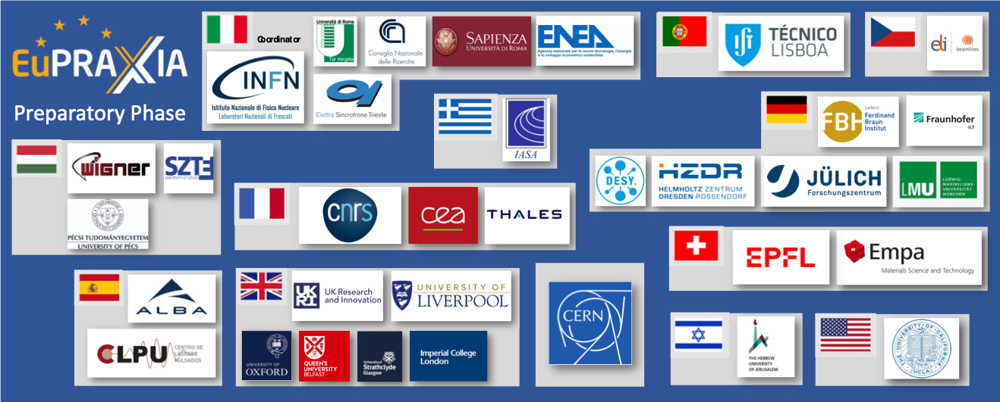 EuPRAXIA
Preparatory Phase
Coordinator
INFN
Istituto Nazionale di Fisica Nucleare
Laboratori Nazionali di Frascati
Università di Roma
Tor Vergata
Consiglio Nazionale
delle Ricerche
SAPIENZA
UNIVERSITÀ DI ROMA
ENEA
Agenzia nazionale per le nuove tecnologie, l'energia
e lo sviluppo economico sostenibile
Elettra Sincrotrone Trieste
TÉCNICO
LISBOA
eli
beamlines
IASA
Leibniz
FBH
Ferdinand
Braun
Institut
Fraunhofer
ILT
DESY.
HZDR
HELMHOLTZ ZENTRUM
DRESDEN ROSSENDORF
JÜLICH
Forschungszentrum
LMU
LUDWIG-
MAXIMILIANS-
UNIVERSITÄT
MÜNCHEN
wigner
SZTE
UNIVERSITY OF SZEGED
PÉCSI TUDOMÁNYEGYETEM
UNIVERSITY OF PÉCS
cnrs
cea
THALES
EPFL
Empa
Materials Science and Technology
ALBA
CLPU
CENTRO DE
LÁSERES
PULSADOS
UKRI
UK Research
and Innovation
UNIVERSITY OF
LIVERPOOL
UNIVERSITY OF
OXFORD
QUEEN'S
UNIVERSITY
BELFAST
University of
Strathclyde
Glasgow
Imperial College
London
CERN
THE HEBREW
UNIVERSITY
OF JERUSALEM
THE UNIVERSITY OF CALIFORNIA
UCLA